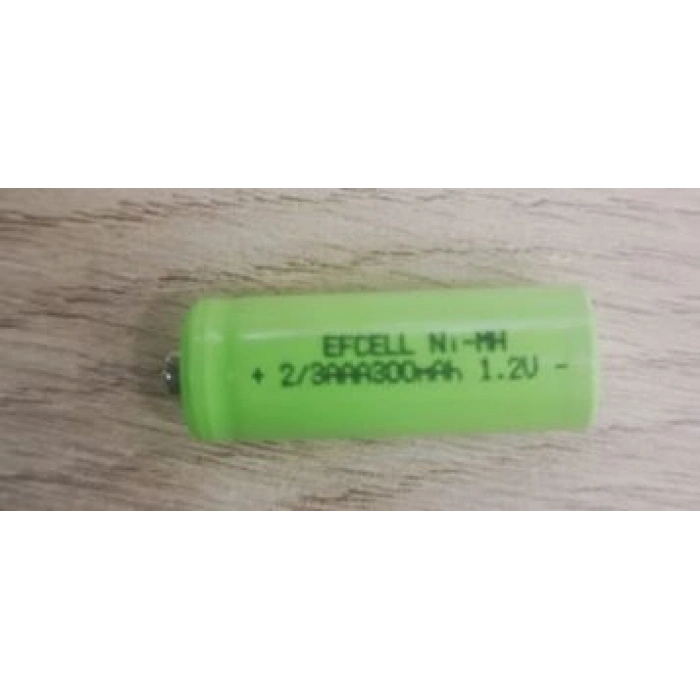 EFCELL Ni-MH
+ 2/3AAA300mAh 1.2V -